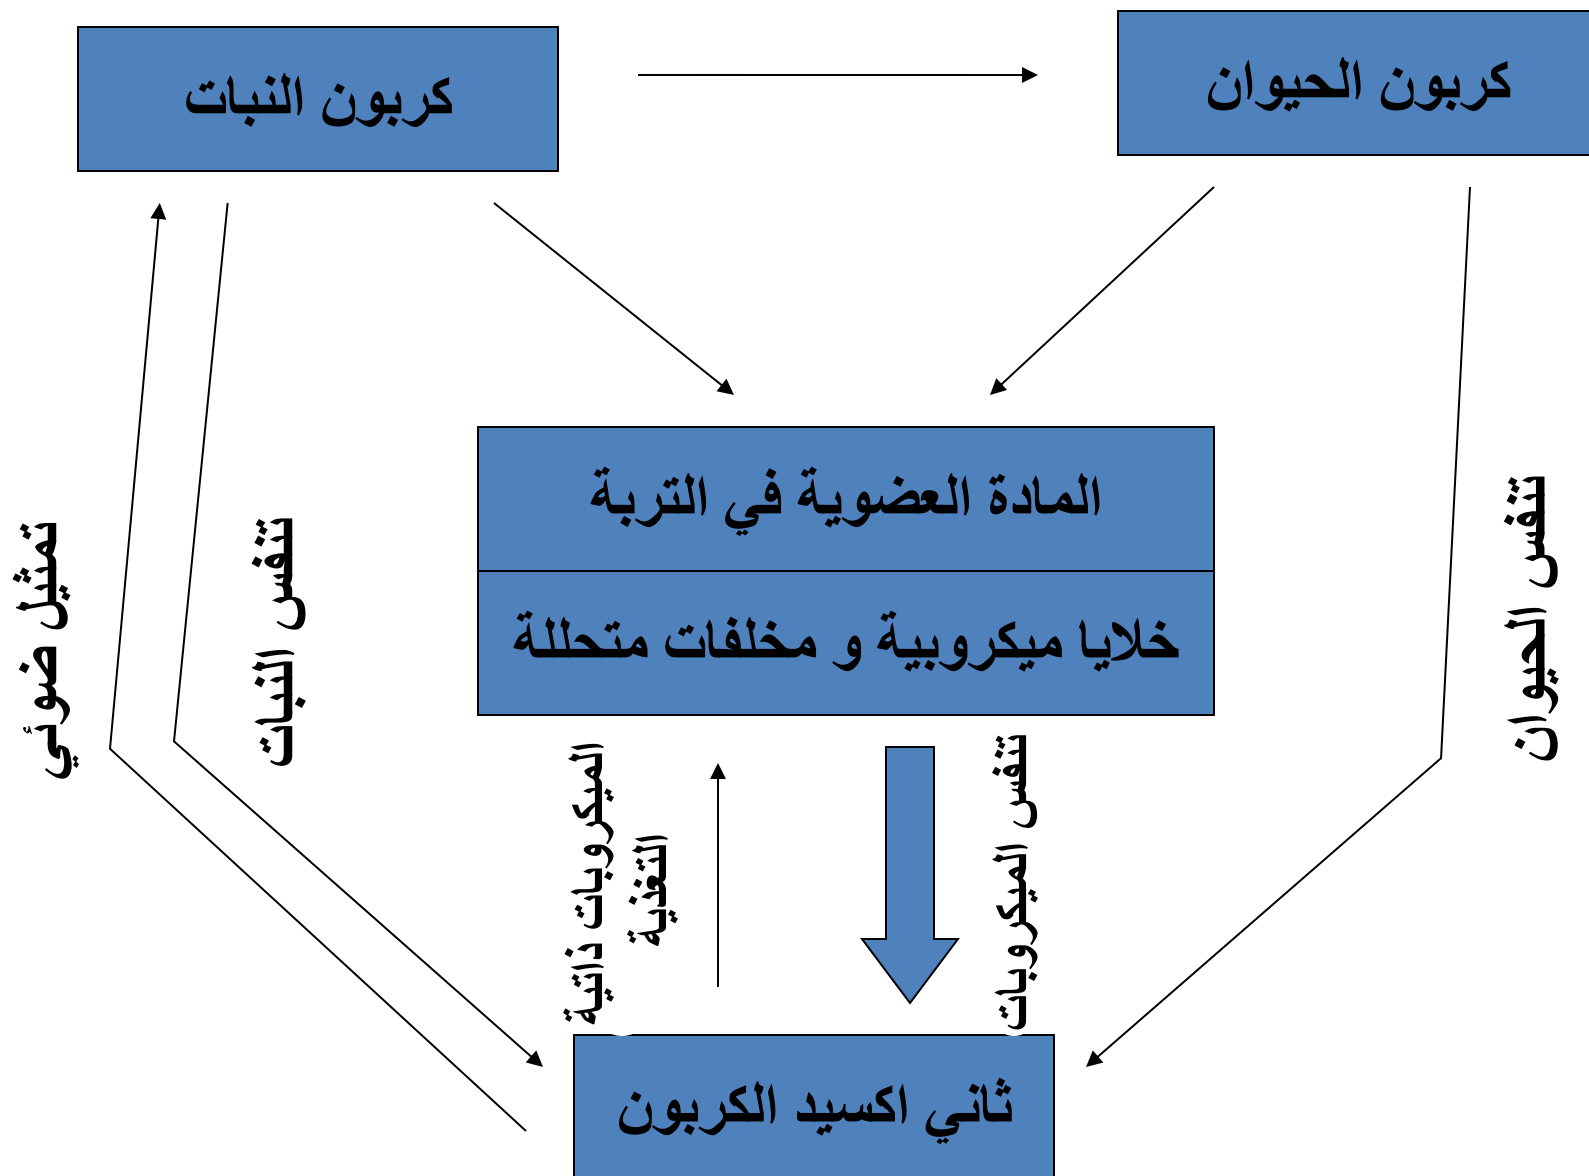 كربون الحيوان
كربون النبات
المادة العضوية في التربة
خلايا ميكروبية و مخلفات متحللة
تنفس الحيوان
تنفس الميكروبات
الميكروبات ذاتية
التغذية
تنفس النبات
تمثيل ضوئي
ثاني اكسيد الكربون